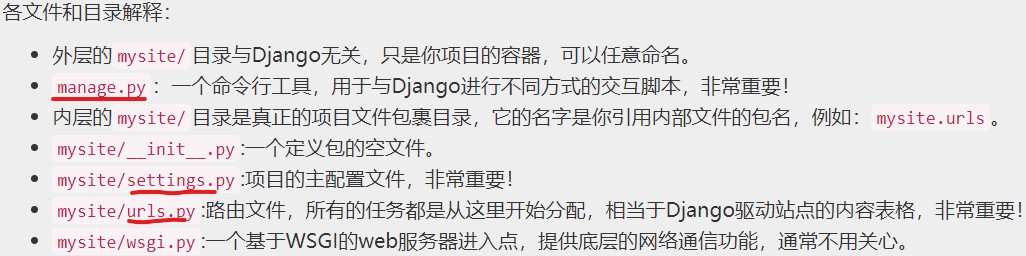 各文件和目录解释：
外层的 mysite/ 目录与Django无关，只是你项目的容器，可以任意命名。
manage.py ：一个命令行工具，用于与Django进行不同方式的交互脚本，非常重要！
内层的 mysite/ 目录是真正的项目文件包裹目录，它的名字是你引用内部文件的包名，例如：mysite.urls 。
mysite/__init__.py :一个定义包的空文件。
mysite/settings.py :项目的主配置文件，非常重要！
mysite/urls.py :路由文件，所有的任务都是从这里开始分配，相当于Django驱动站点的内容表格，非常重要！
mysite/wsgi.py :一个基于WSGI的web服务器进入点，提供底层的网络通信功能，通常不用关心。